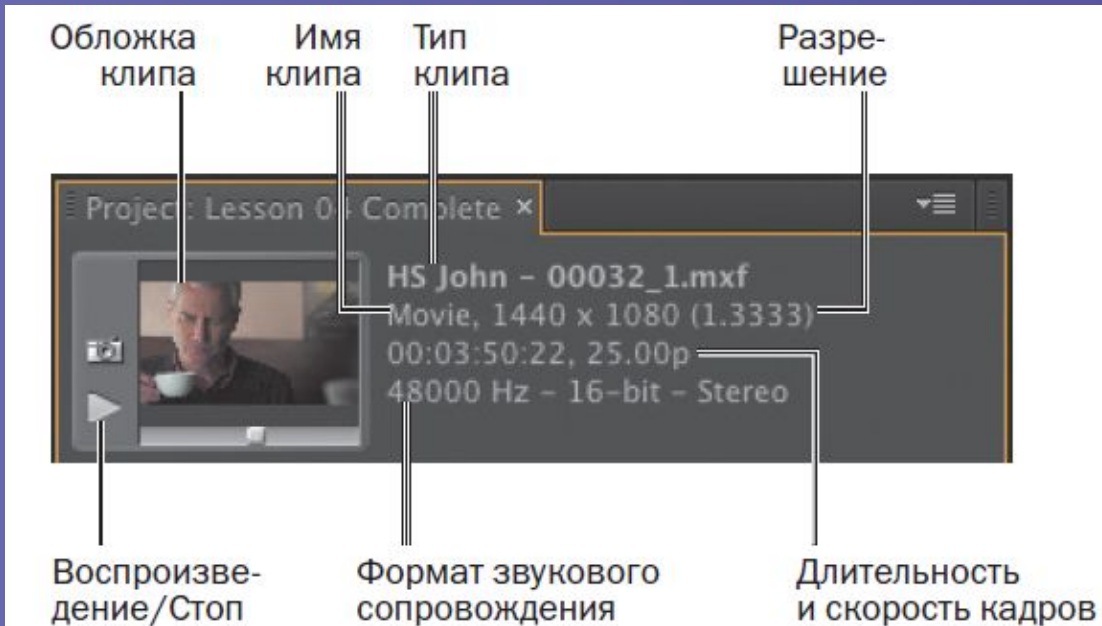 Обложка
клипа
Имя
клипа
Тип
клипа
Разре-
шение
Project: Lesson 04 Complete ×
HS John – 00032_1.mxf
Movie, 1440 x 1080 (1.3333)
00:03:50:22, 25.00p
48000 Hz – 16-bit – Stereo
Воспроизве-
дение/Стоп
Формат звукового
сопровождения
Длительность
и скорость кадров